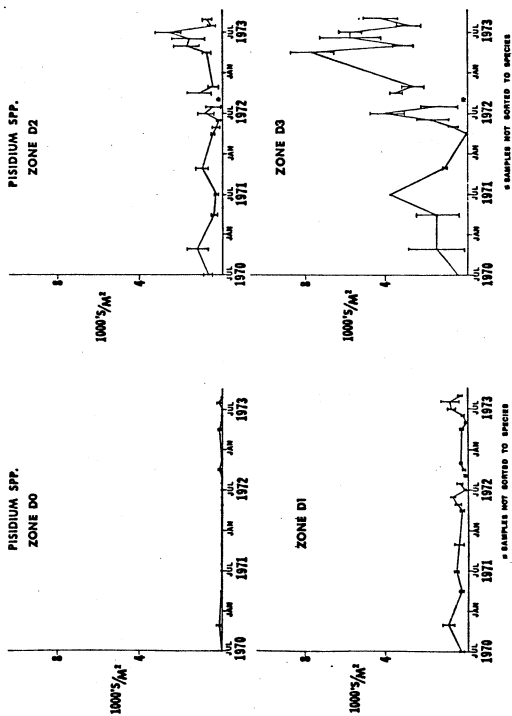 PISIDIUM SPP.
ZONE D0
8
4
1000'S/M²
JUL JAN JUL JAN JUL JAN JUL
1970 1971 1972 1973
PISIDIUM SPP.
ZONE D2
8
4
1000'S/M²
JUL JAN JUL JAN JUL JAN JUL
1970 1971 1972 1973
ZONE D1
8
4
1000'S/M²
JUL JAN JUL JAN JUL JAN JUL
1970 1971 1972 1973
# SAMPLES NOT SORTED TO SPECIES
ZONE D3
8
4
1000'S/M²
JUL JAN JUL JAN JUL JAN JUL
1970 1971 1972 1973
# SAMPLES NOT SORTED TO SPECIES